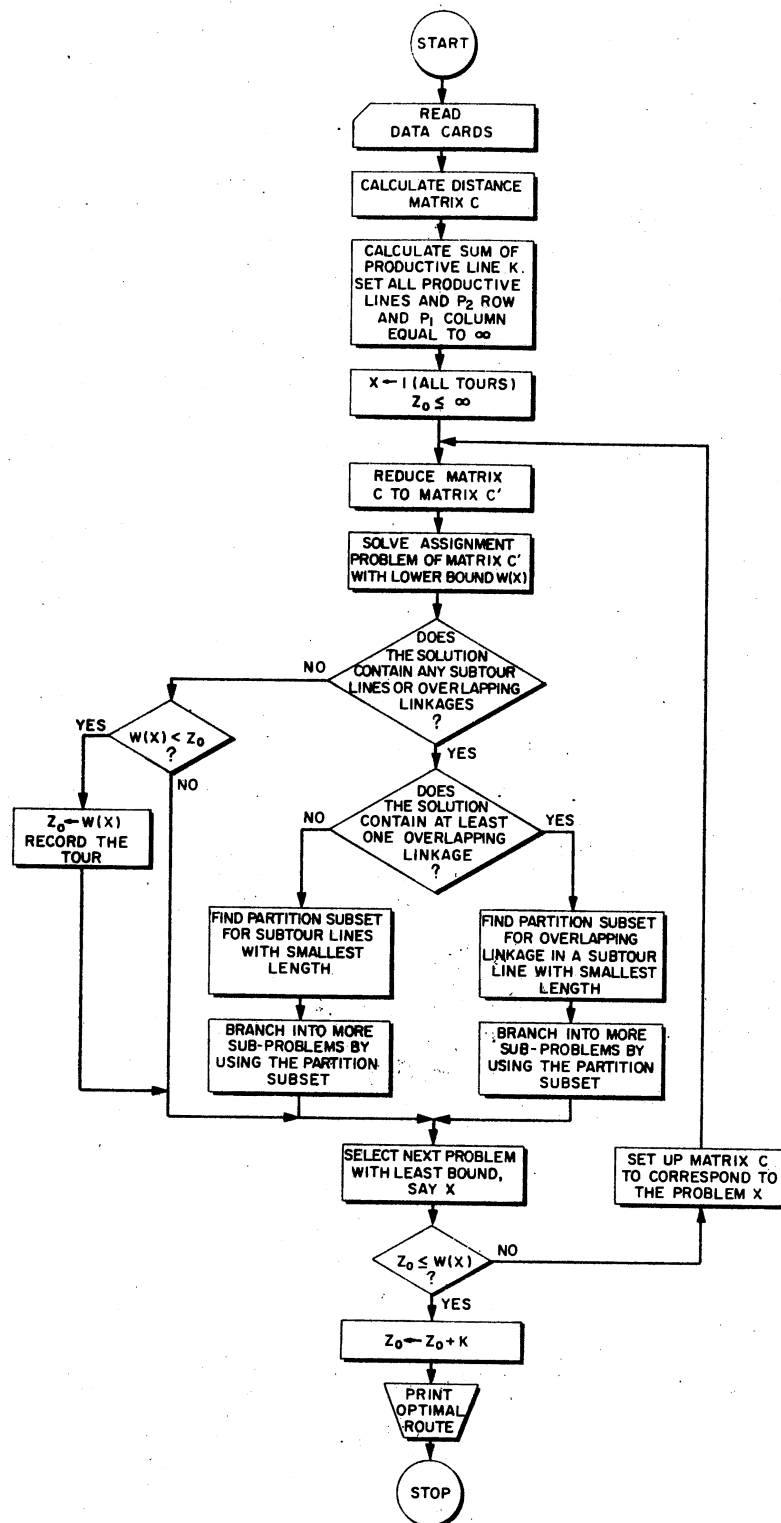 START
READ
DATA CARDS
CALCULATE DISTANCE
MATRIX C
CALCULATE SUM OF
PRODUCTIVE LINE K.
SET ALL PRODUCTIVE
LINES AND P₂ ROW
AND P₁ COLUMN
EQUAL TO ∞
X ← 1 (ALL TOURS)
Z₀ ≤ ∞
REDUCE MATRIX
C TO MATRIX C'
SOLVE ASSIGNMENT
PROBLEM OF MATRIX C'
WITH LOWER BOUND W(X)
DOES
THE SOLUTION
CONTAIN ANY SUBTOUR
LINES OR OVERLAPPING
LINKAGES
?
NO
YES
W(X) < Z₀
?
YES
NO
Z₀ ← W(X)
RECORD THE
TOUR
DOES
THE SOLUTION
CONTAIN AT LEAST
ONE OVERLAPPING
LINKAGE
?
NO
YES
FIND PARTITION SUBSET
FOR SUBTOUR LINES
WITH SMALLEST
LENGTH
FIND PARTITION SUBSET
FOR OVERLAPPING
LINKAGE IN A SUBTOUR
LINE WITH SMALLEST
LENGTH
BRANCH INTO MORE
SUB-PROBLEMS BY
USING THE PARTITION
SUBSET
BRANCH INTO MORE
SUB-PROBLEMS BY
USING THE PARTITION
SUBSET
SELECT NEXT PROBLEM
WITH LEAST BOUND,
SAY X
SET UP MATRIX C
TO CORRESPOND TO
THE PROBLEM X
Z₀ ≤ W(X)
?
NO
YES
Z₀ ← Z₀ + K
PRINT
OPTIMAL
ROUTE
STOP